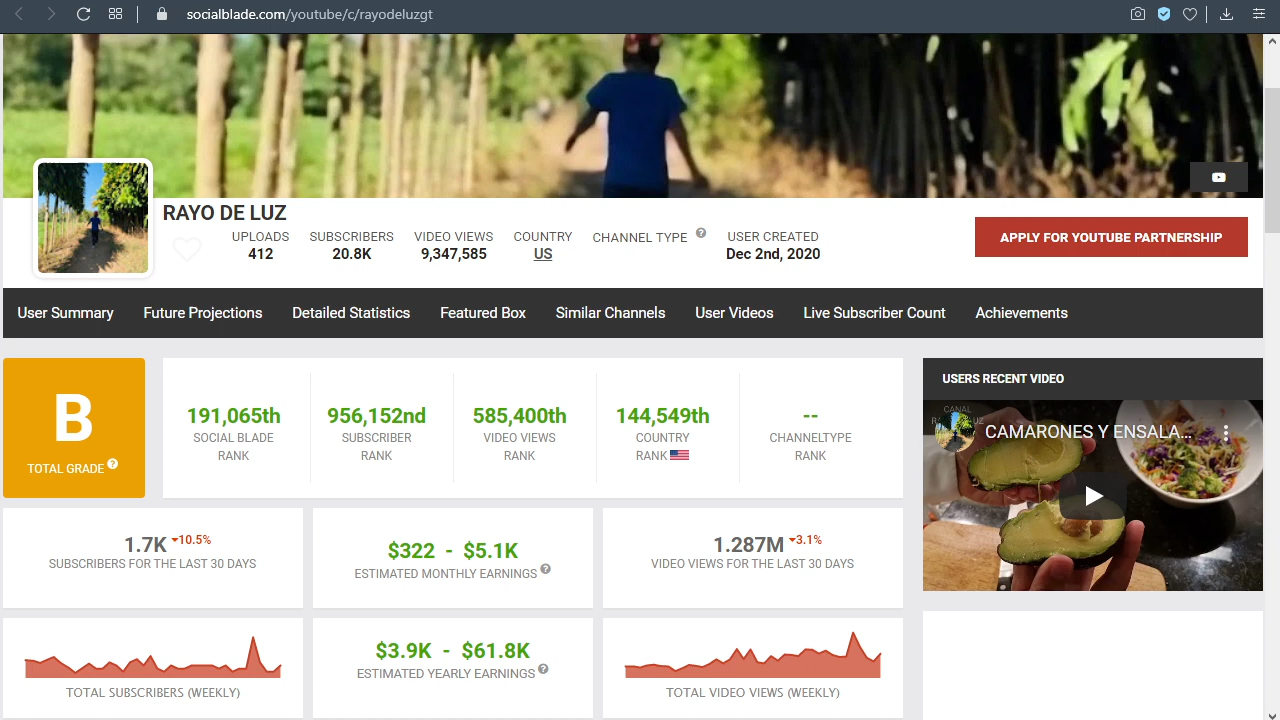 socialblade.com/youtube/c/rayodeluzgt
RAYO DE LUZ
UPLOADS
412
SUBSCRIBERS
20.8K
VIDEO VIEWS
9,347,585
COUNTRY
US
CHANNEL TYPE ?
USER CREATED
Dec 2nd, 2020
APPLY FOR YOUTUBE PARTNERSHIP
User Summary
Future Projections
Detailed Statistics
Featured Box
Similar Channels
User Videos
Live Subscriber Count
Achievements
B
TOTAL GRADE ?
191,065th
SOCIAL BLADE
RANK
956,152nd
SUBSCRIBER
RANK
585,400th
VIDEO VIEWS
RANK
144,549th
COUNTRY
RANK
--
CHANNELTYPE
RANK
USERS RECENT VIDEO
CANAL
CAMARONES Y ENSALA...
1.7K 10.5%
SUBSCRIBERS FOR THE LAST 30 DAYS
$322 - $5.1K
ESTIMATED MONTHLY EARNINGS ?
1.287M 3.1%
VIDEO VIEWS FOR THE LAST 30 DAYS
TOTAL SUBSCRIBERS (WEEKLY)
$3.9K - $61.8K
ESTIMATED YEARLY EARNINGS ?
TOTAL VIDEO VIEWS (WEEKLY)